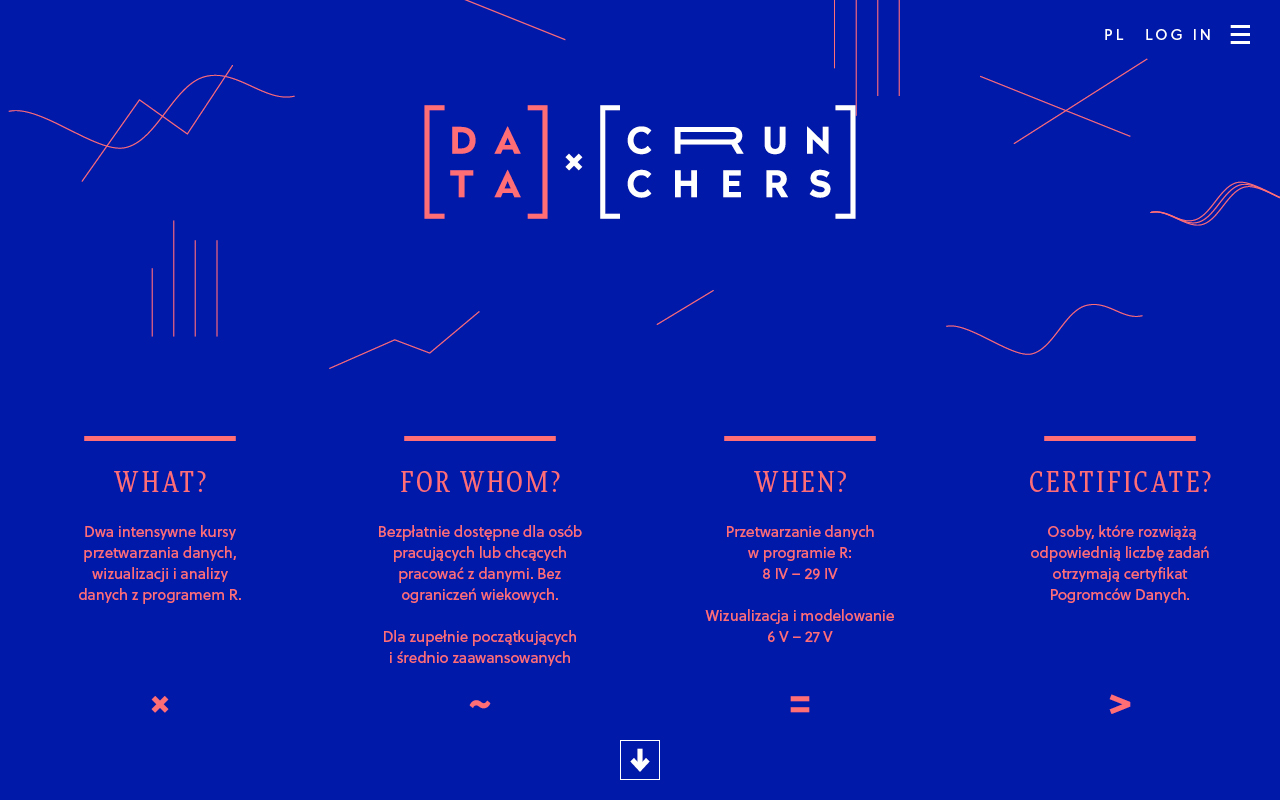 PL LOG IN
[DA × [CRUN
TA] CHERS]
WHAT?
Dwa intensywne kursy
przetwarzania danych,
wizualizacji i analizy
danych z programem R.
×
FOR WHOM?
Bezpłatnie dostępne dla osób
pracujących lub chcących
pracować z danymi. Bez
ograniczeń wiekowych.
Dla zupełnie początkujących
i średnio zaawansowanych
~
WHEN?
Przetwarzanie danych
w programie R:
8 IV – 29 IV
Wizualizacja i modelowanie
6 V – 27 V
=
CERTIFICATE?
Osoby, które rozwiążą
odpowiednią liczbę zadań
otrzymają certyfikat
Pogromców Danych.
>